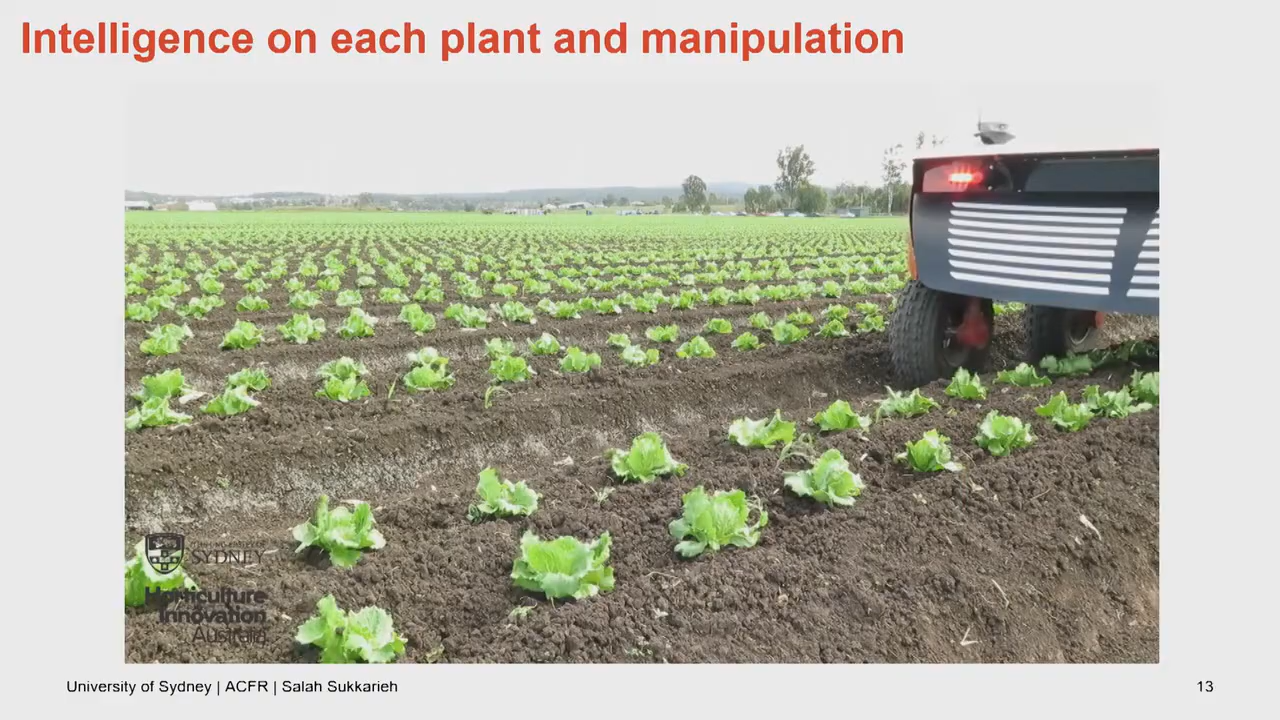 Intelligence on each plant and manipulation
SYDNEY
Horticulture
Innovation
Australia
University of Sydney | ACFR | Salah Sukkarieh
13